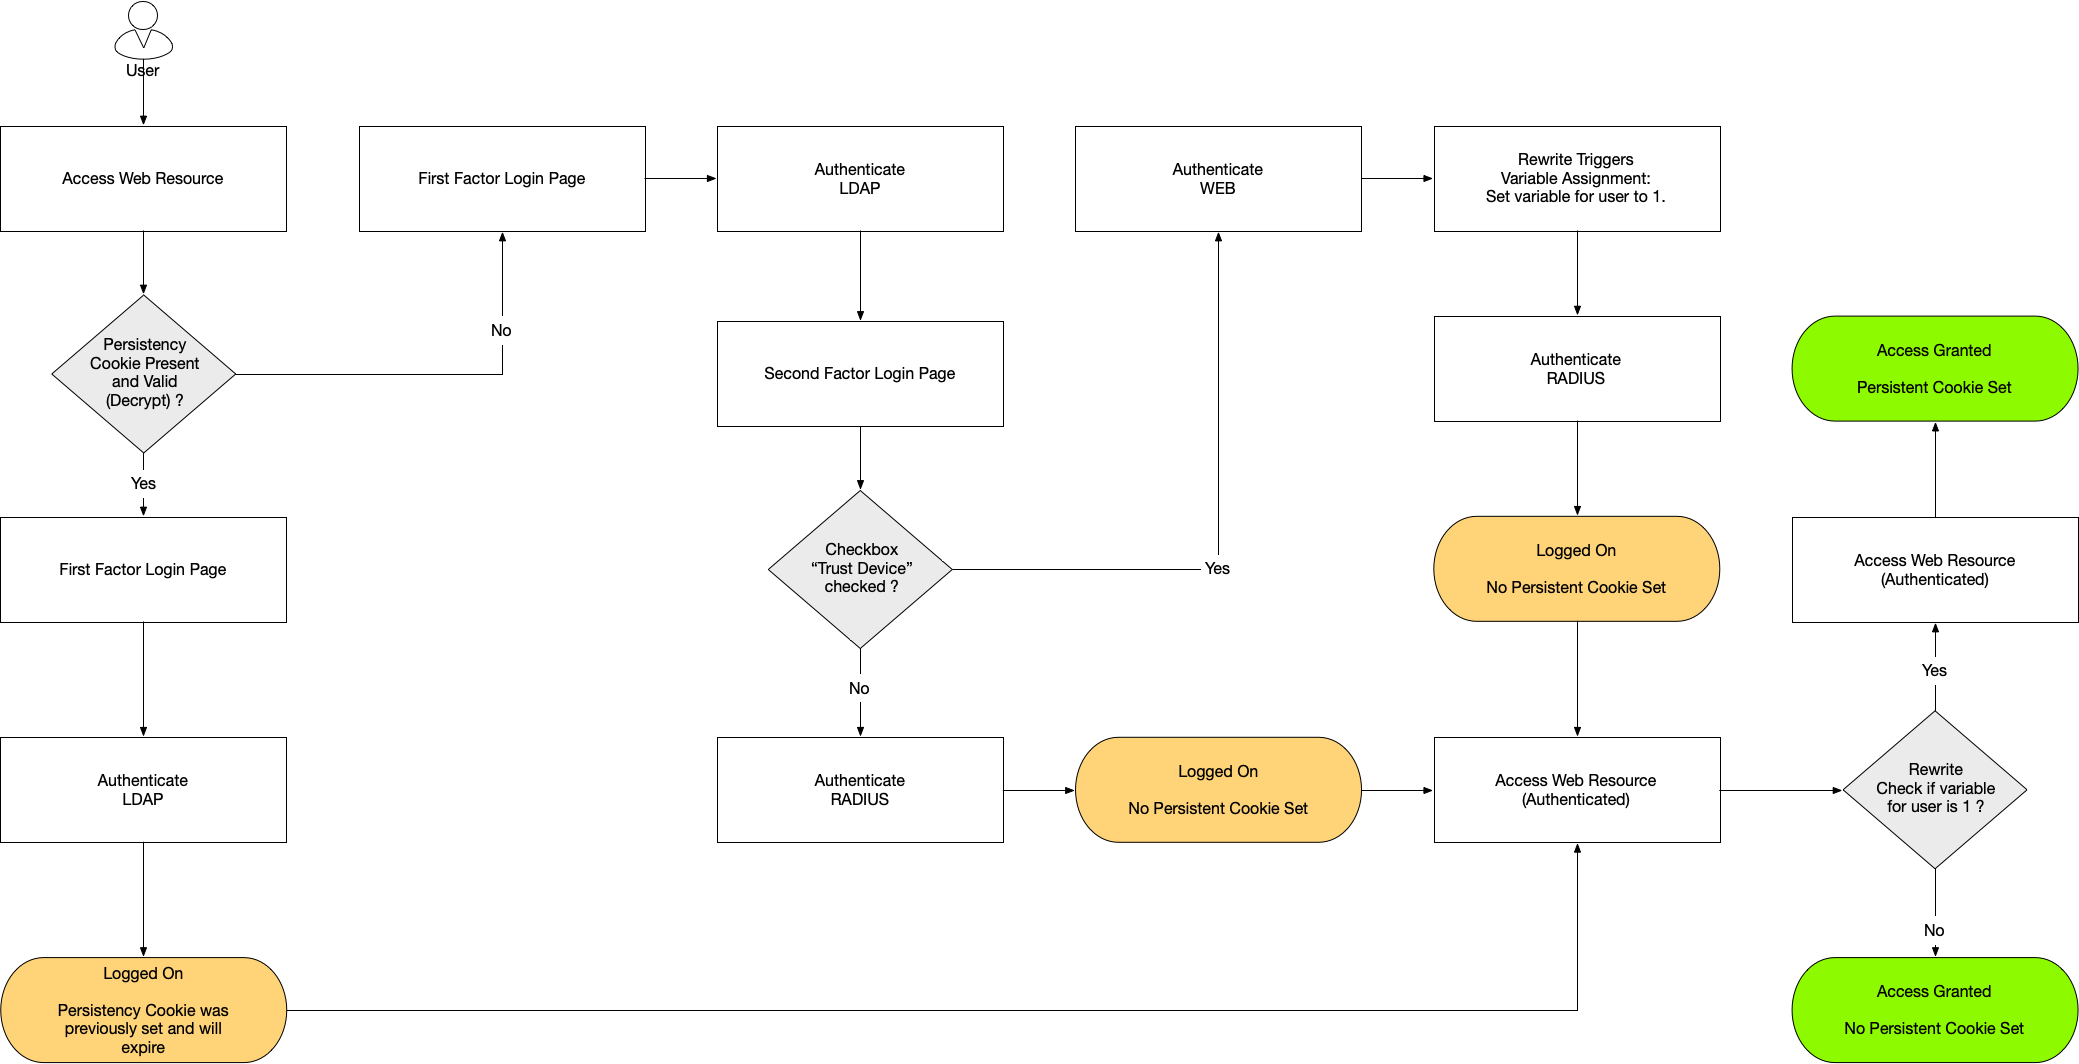 User
Access Web Resource
First Factor Login Page
Authenticate
LDAP
Authenticate
WEB
Rewrite Triggers
Variable Assignment:
Set variable for user to 1.
Persistency
Cookie Present
and Valid
(Decrypt) ?
No
Second Factor Login Page
Authenticate
RADIUS
Access Granted
Persistent Cookie Set
Yes
First Factor Login Page
Checkbox
“Trust Device”
checked ?
Yes
Logged On
No Persistent Cookie Set
Access Web Resource
(Authenticated)
No
Yes
Authenticate
LDAP
Authenticate
RADIUS
Logged On
No Persistent Cookie Set
Access Web Resource
(Authenticated)
Rewrite
Check if variable
for user is 1 ?
No
Logged On
Persistency Cookie was
previously set and will
expire
Access Granted
No Persistent Cookie Set